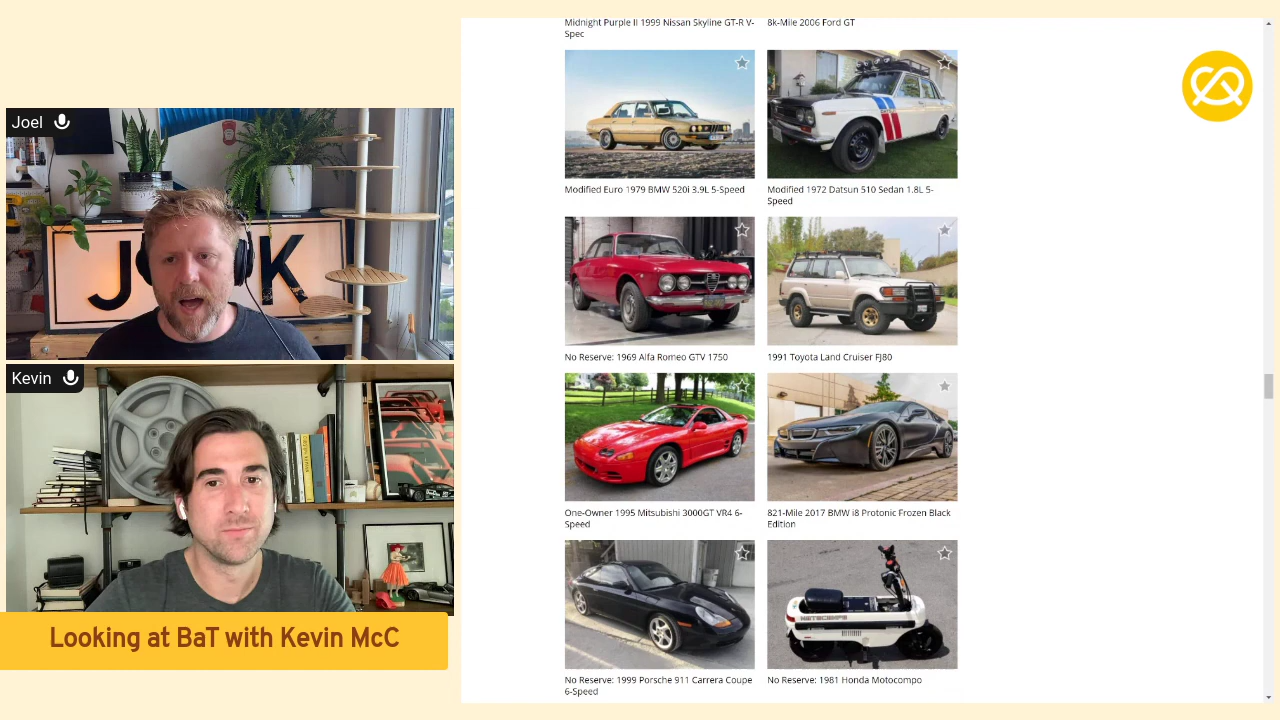 Joel
J K
Kevin
Looking at BaT with Kevin McC
Midnight Purple II 1999 Nissan Skyline GT-R V-
Spec
8k-Mile 2006 Ford GT
Modified Euro 1979 BMW 520i 3.9L 5-Speed
Modified 1972 Datsun 510 Sedan 1.8L 5-
Speed
No Reserve: 1969 Alfa Romeo GTV 1750
1991 Toyota Land Cruiser FJ80
One-Owner 1995 Mitsubishi 3000GT VR4 6-
Speed
821-Mile 2017 BMW i8 Protonic Frozen Black
Edition
No Reserve: 1999 Porsche 911 Carrera Coupe
6-Speed
MOTOCOMPO
No Reserve: 1981 Honda Motocompo